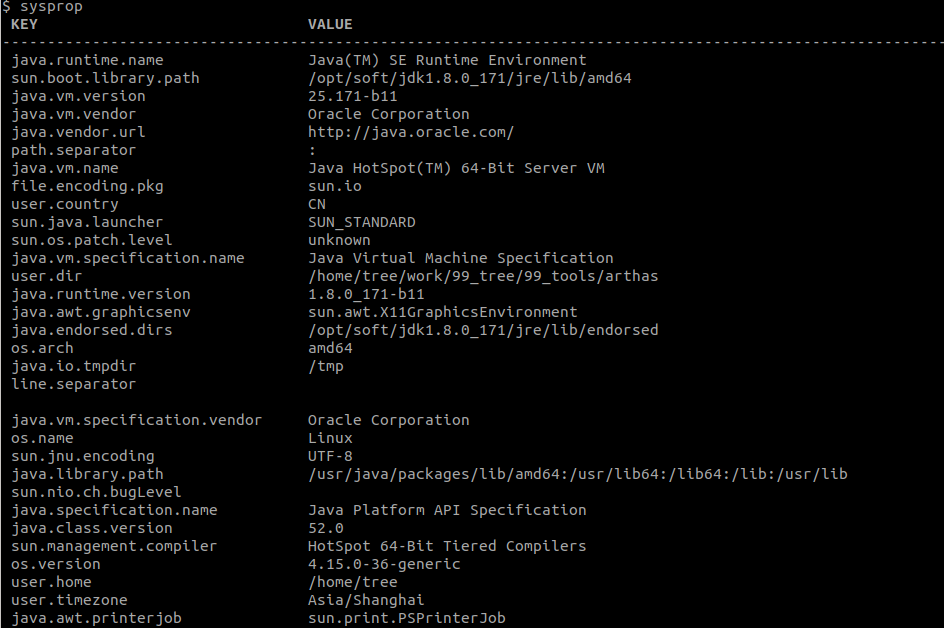 $ sysprop
KEY VALUE
--------------------------------------------------------------------------------------------------------
java.runtime.name Java(TM) SE Runtime Environment
sun.boot.library.path /opt/soft/jdk1.8.0_171/jre/lib/amd64
java.vm.version 25.171-b11
java.vm.vendor Oracle Corporation
java.vendor.url http://java.oracle.com/
path.separator :
java.vm.name Java HotSpot(TM) 64-Bit Server VM
file.encoding.pkg sun.io
user.country CN
sun.java.launcher SUN_STANDARD
sun.os.patch.level unknown
java.vm.specification.name Java Virtual Machine Specification
user.dir /home/tree/work/99_tree/99_tools/arthas
java.runtime.version 1.8.0_171-b11
java.awt.graphicsenv sun.awt.X11GraphicsEnvironment
java.endorsed.dirs /opt/soft/jdk1.8.0_171/jre/lib/endorsed
os.arch amd64
java.io.tmpdir /tmp
line.separator
java.vm.specification.vendor Oracle Corporation
os.name Linux
sun.jnu.encoding UTF-8
java.library.path /usr/java/packages/lib/amd64:/usr/lib64:/lib64:/lib:/usr/lib
sun.nio.ch.bugLevel
java.specification.name Java Platform API Specification
java.class.version 52.0
sun.management.compiler HotSpot 64-Bit Tiered Compilers
os.version 4.15.0-36-generic
user.home /home/tree
user.timezone Asia/Shanghai
java.awt.printerjob sun.print.PSPrinterJob